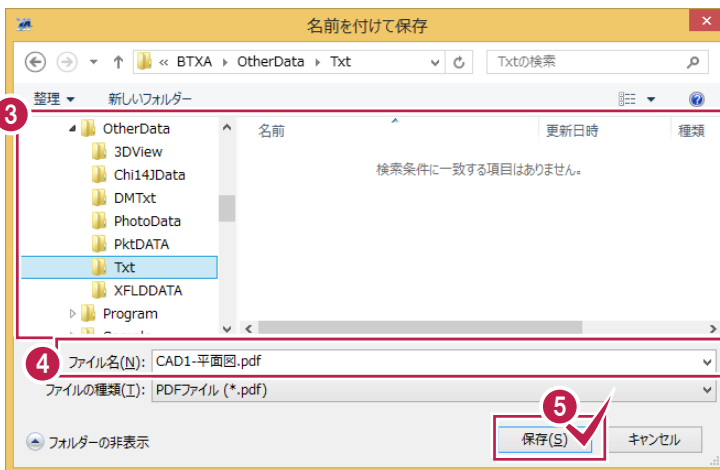 名前を付けて保存
« BTXA ▸ OtherData ▸ Txt
Txtの検索
整理 ▼ 新しいフォルダー
3
OtherData
3DView
Chi14JData
DMTxt
PhotoData
PktDATA
Txt
XFLDDATA
Program
名前 更新日時 種類
検索条件に一致する項目はありません。
4
ファイル名(N): CAD1-平面図.pdf
ファイルの種類(T): PDFファイル (*.pdf)
5
フォルダーの非表示
保存(S) キャンセル